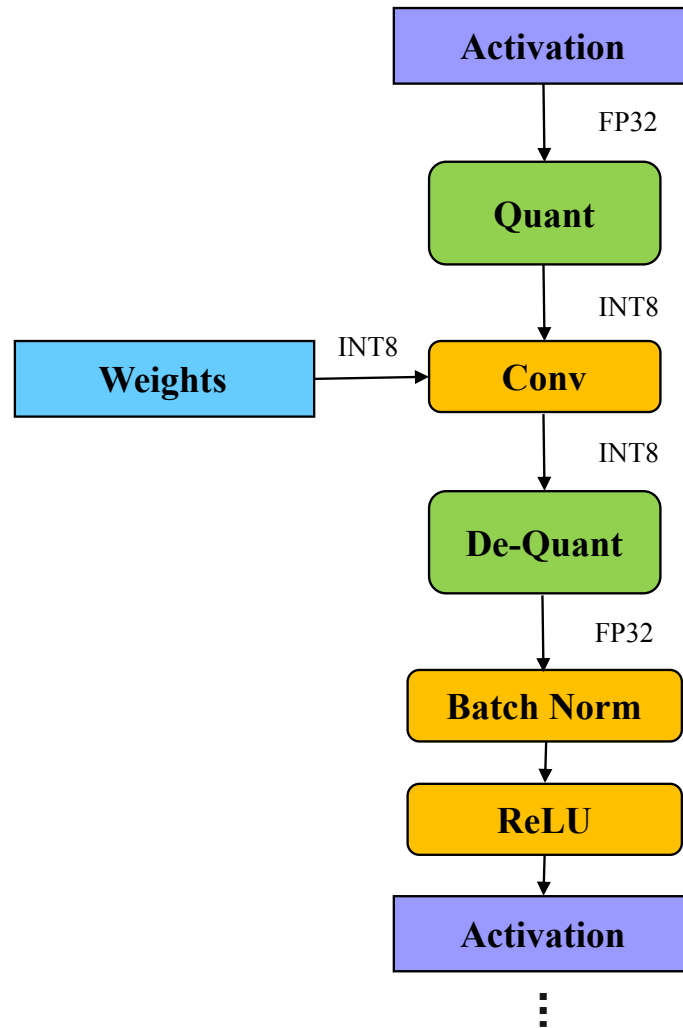 Activation
FP32
Quant
INT8
Weights
INT8
Conv
INT8
De-Quant
FP32
Batch Norm
ReLU
Activation